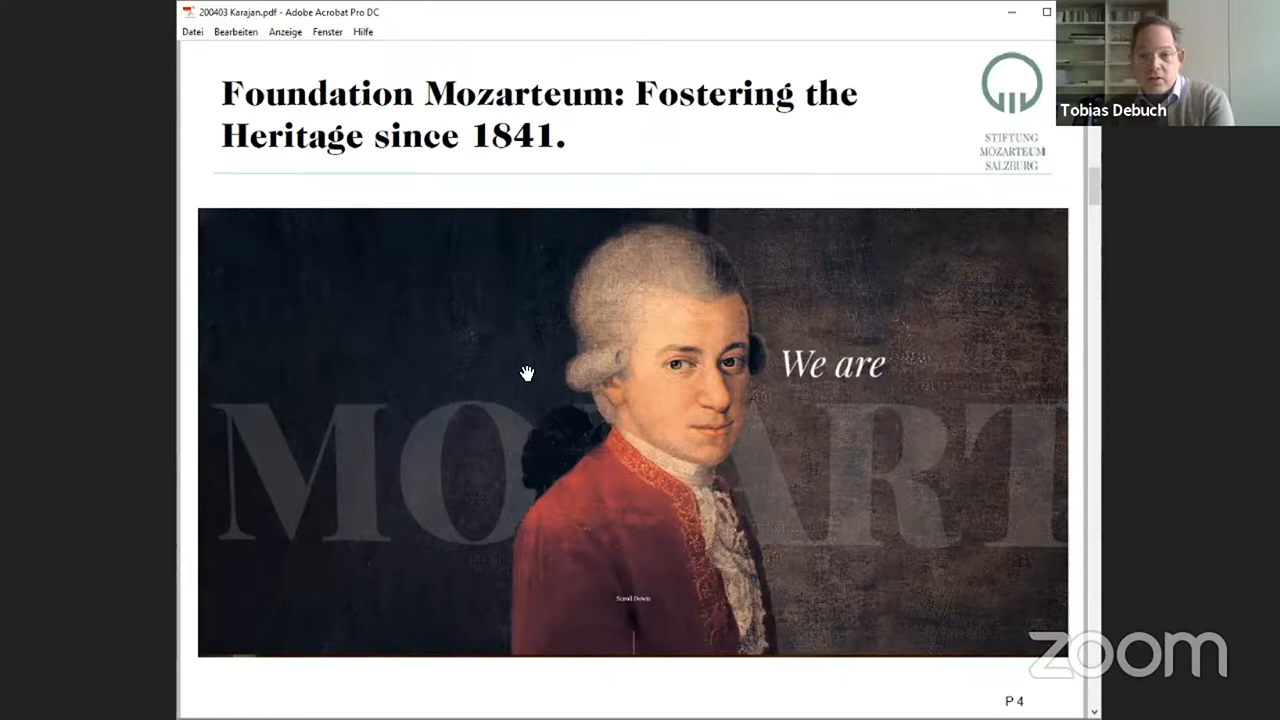 200403 Karajan.pdf - Adobe Acrobat Pro DC
Datei Bearbeiten Anzeige Fenster Hilfe
Foundation Mozarteum: Fostering the
Heritage since 1841.
STIFTUNG
MOZARTEUM
SALZBURG
Tobias Debuch
We are
MOZART
Scroll Down
zoom
P 4